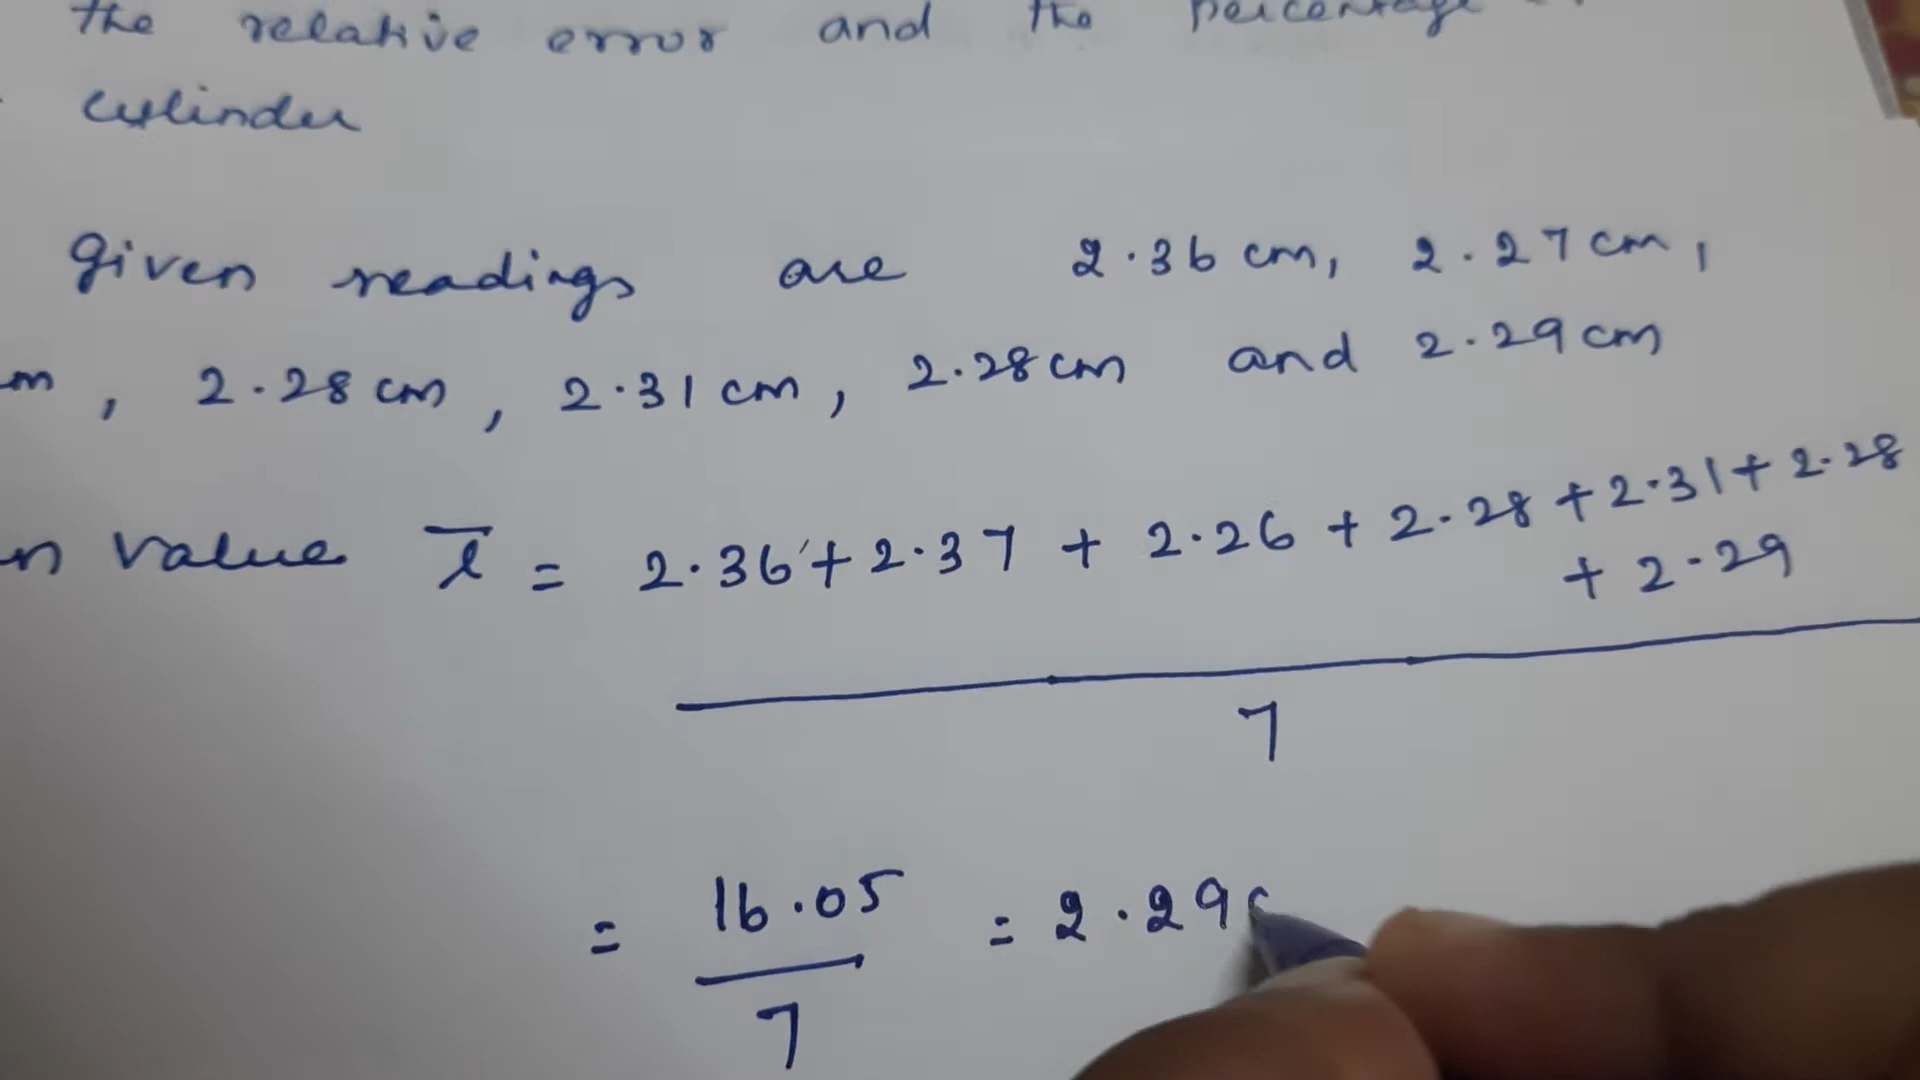 the relative error and the percentage
cylinder
given readings are 2.36 cm, 2.27 cm,
m, 2.28 cm, 2.31 cm, 2.28 cm and 2.29 cm
n value l̅ = 2.36 + 2.37 + 2.26 + 2.28 + 2.31 + 2.28
+ 2.29
7
= 16.05 = 2.29
7